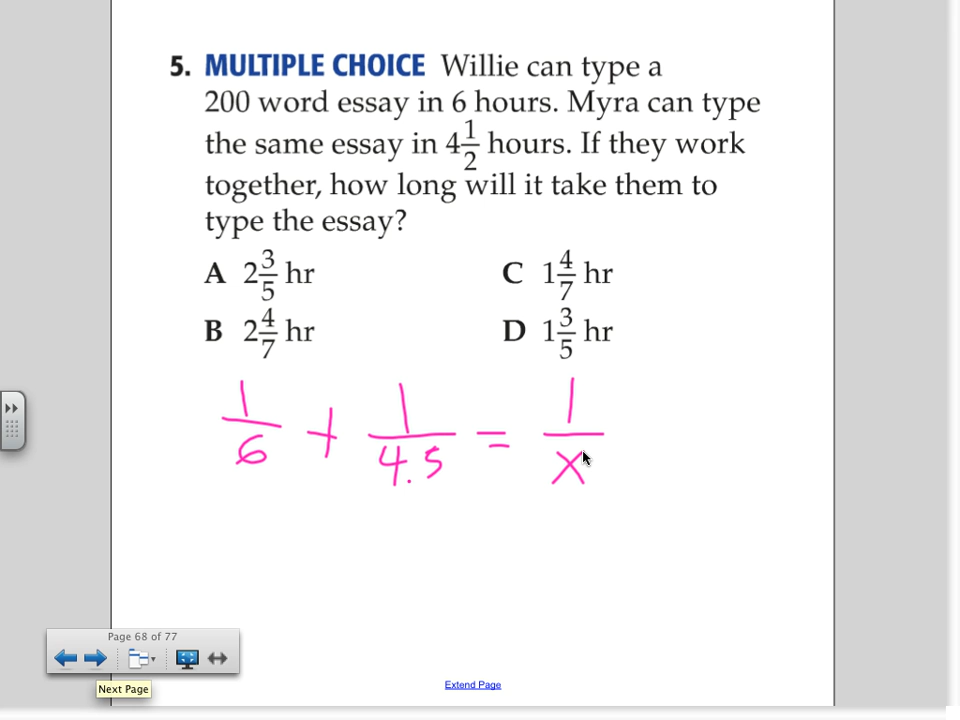 5. MULTIPLE CHOICE Willie can type a
200 word essay in 6 hours. Myra can type
the same essay in 4 1/2 hours. If they work
together, how long will it take them to
type the essay?
A 2 3/5 hr C 1 4/7 hr
B 2 4/7 hr D 1 3/5 hr
1/6 + 1/4.5 = 1/x
Page 68 of 77
Next Page
Extend Page